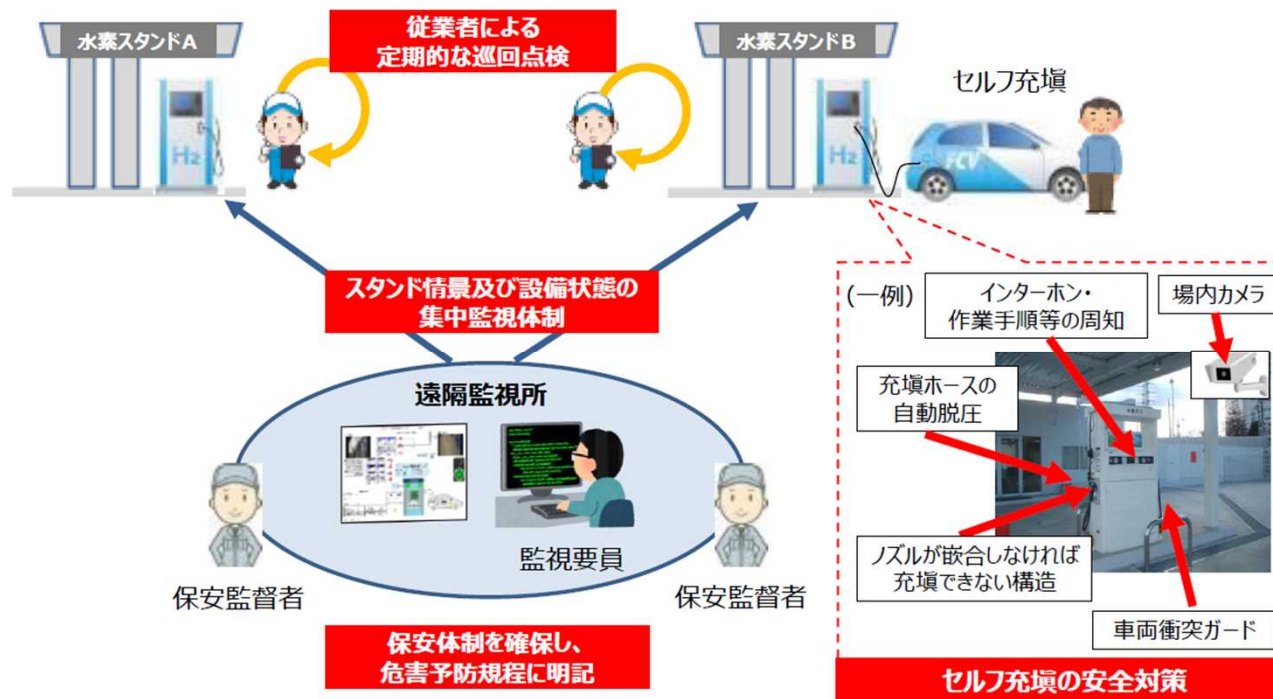 水素スタンドA
従業者による
定期的な巡回点検
水素スタンドB
セルフ充塡
H2
H2
FCV
スタンド情景及び設備状態の
集中監視体制
遠隔監視所
監視要員
保安監督者
保安監督者
保安体制を確保し、
危害予防規程に明記
(一例)
インターホン・
作業手順等の周知
場内カメラ
充塡ホースの
自動脱圧
ノズルが嵌合しなければ
充塡できない構造
車両衝突ガード
セルフ充塡の安全対策